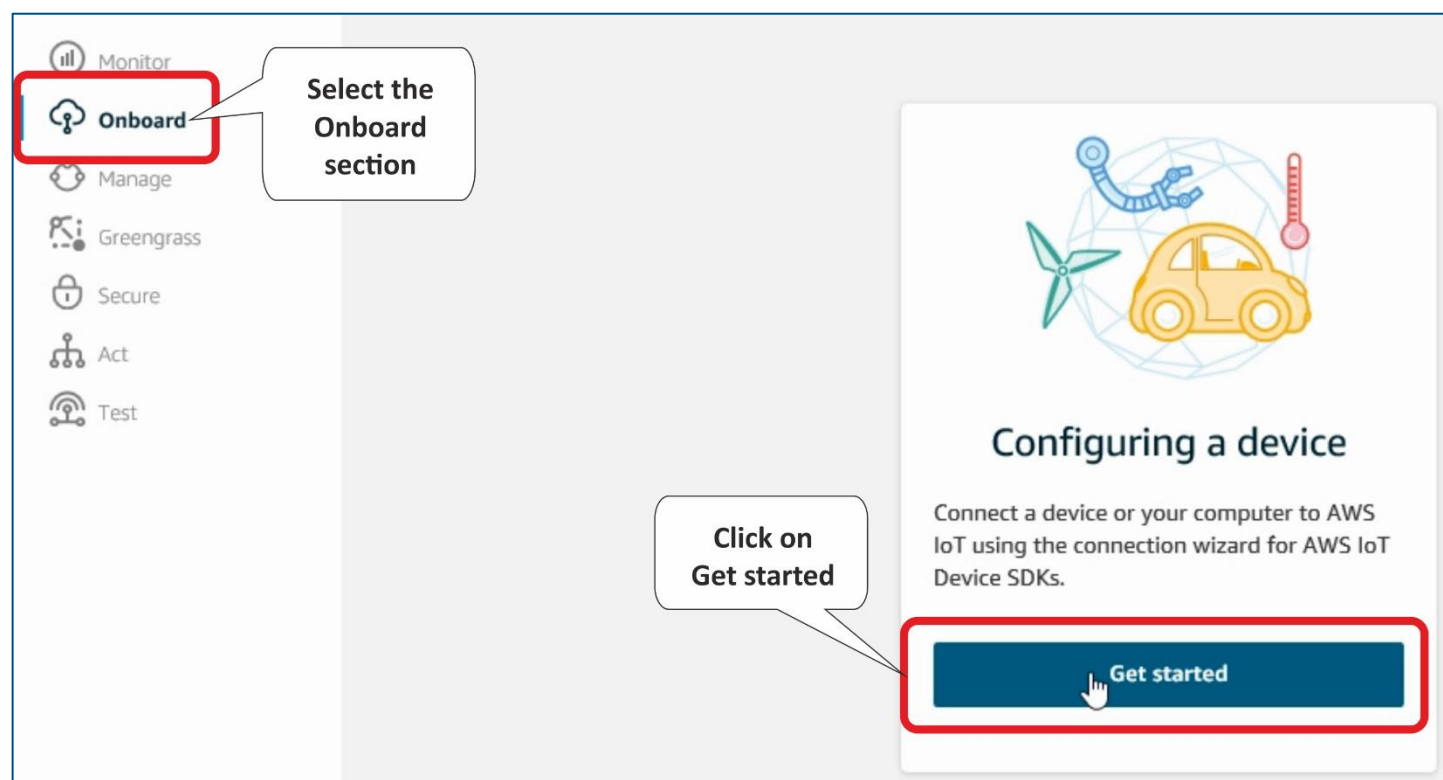 Monitor
Onboard
Manage
Greengrass
Secure
Act
Test
Select the
Onboard
section
Configuring a device
Connect a device or your computer to AWS
IoT using the connection wizard for AWS IoT
Device SDKs.
Click on
Get started
Get started